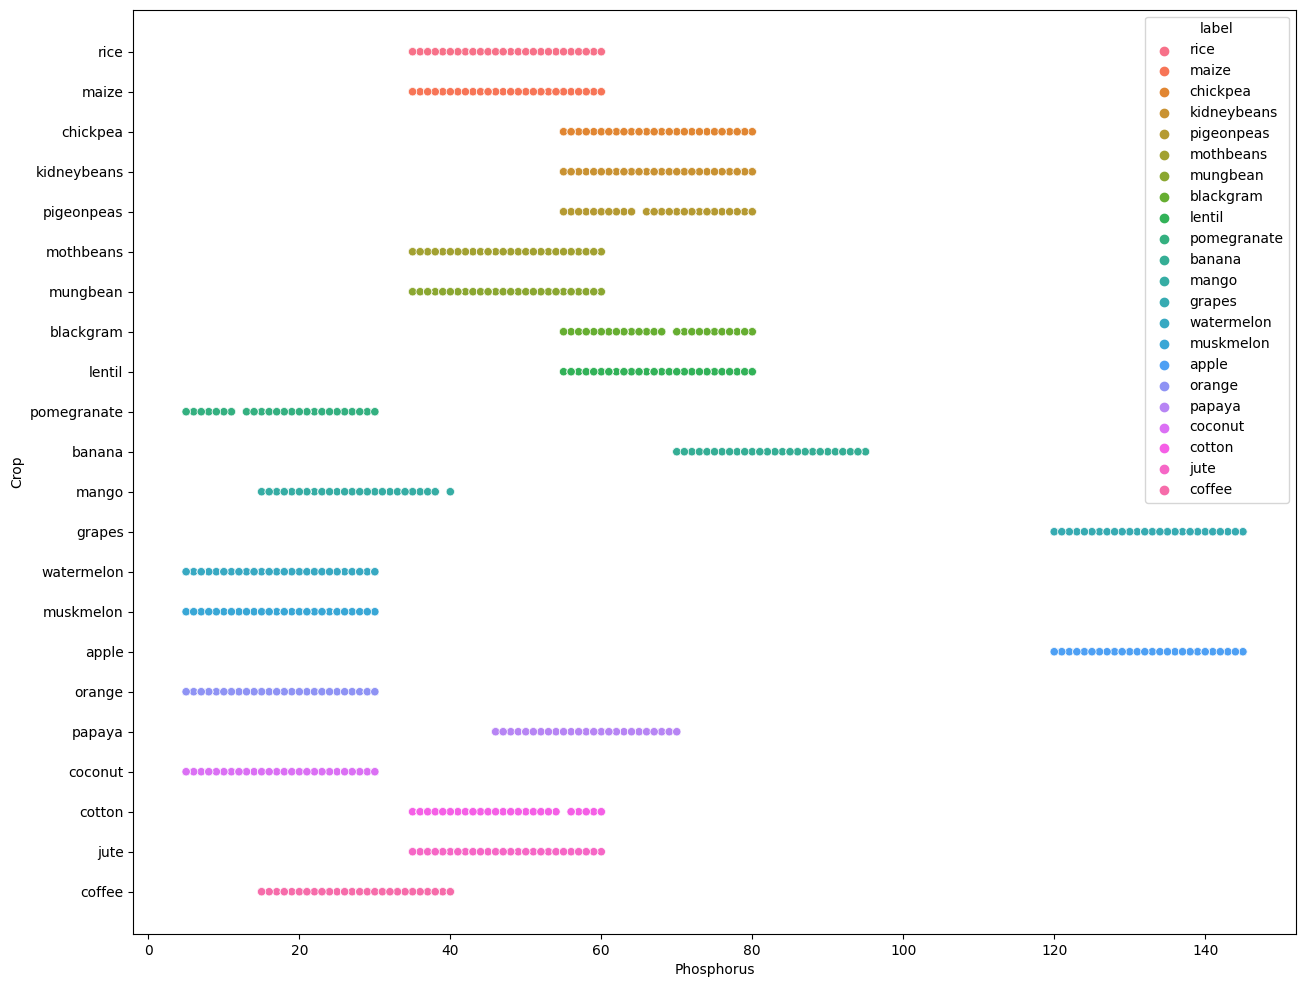 rice
maize
chickpea
kidneybeans
pigeonpeas
mothbeans
mungbean
blackgram
lentil
pomegranate
banana
mango
grapes
watermelon
muskmelon
apple
orange
papaya
coconut
cotton
jute
coffee
Crop
0 20 40 60 80 100 120 140
Phosphorus
label
rice
maize
chickpea
kidneybeans
pigeonpeas
mothbeans
mungbean
blackgram
lentil
pomegranate
banana
mango
grapes
watermelon
muskmelon
apple
orange
papaya
coconut
cotton
jute
coffee